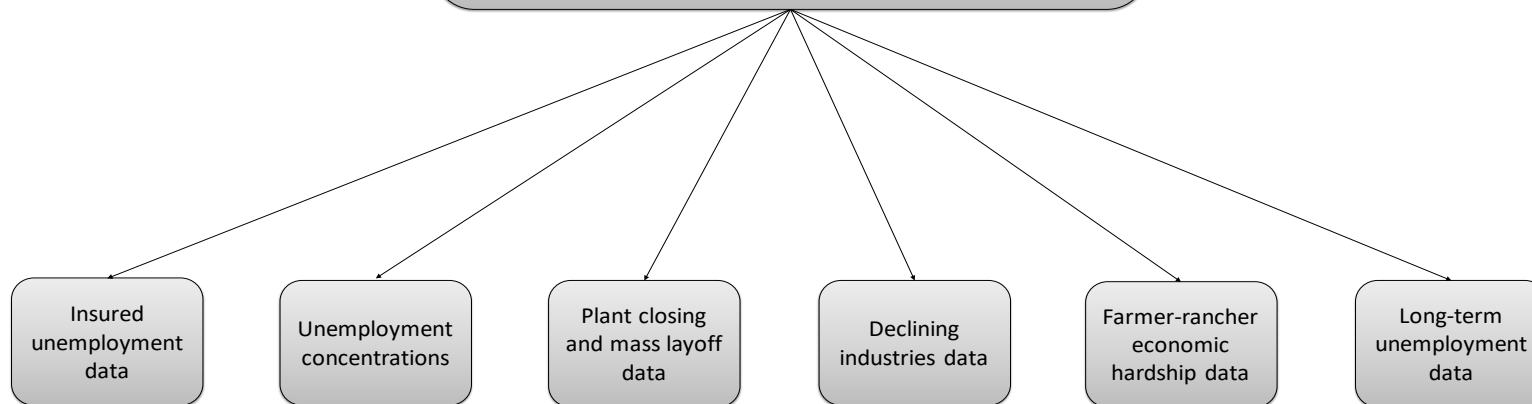 Insured
unemployment
data
Unemployment
concentrations
Plant closing
and mass layoff
data
Declining
industries data
Farmer-rancher
economic
hardship data
Long-term
unemployment
data